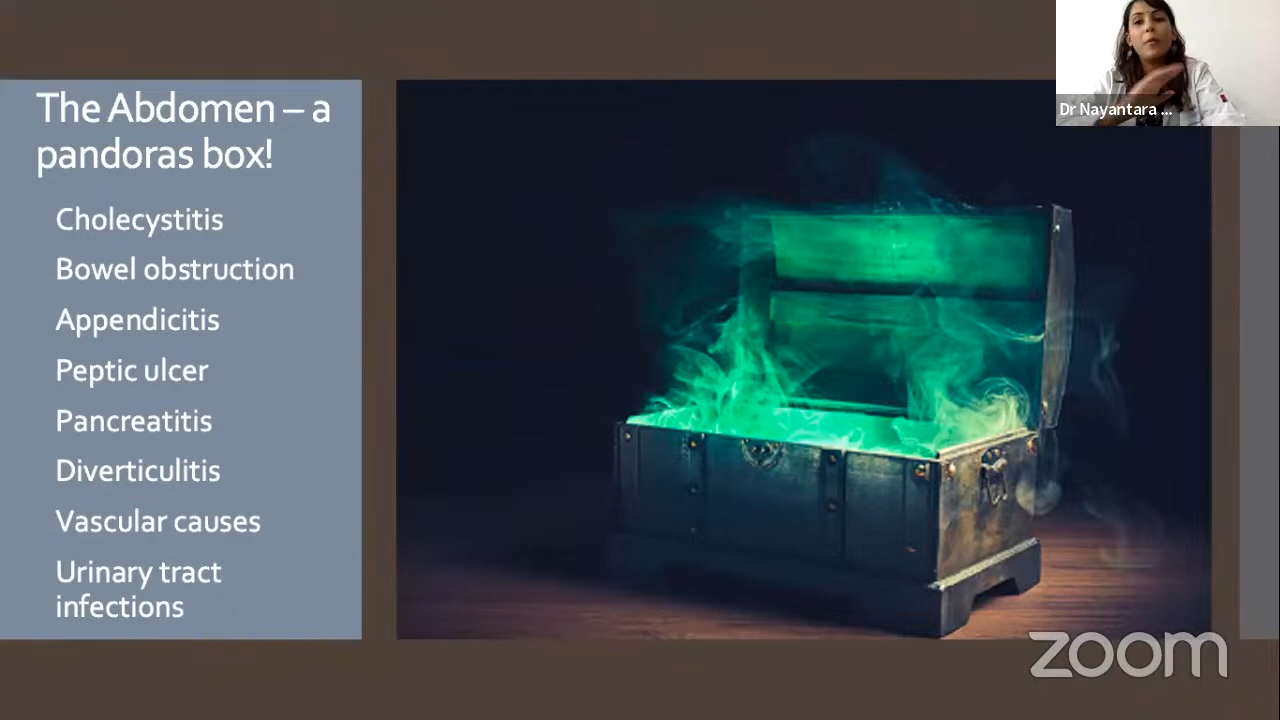 The Abdomen – a
pandoras box!
Cholecystitis
Bowel obstruction
Appendicitis
Peptic ulcer
Pancreatitis
Diverticulitis
Vascular causes
Urinary tract
infections
Dr Nayantara ...
zoom